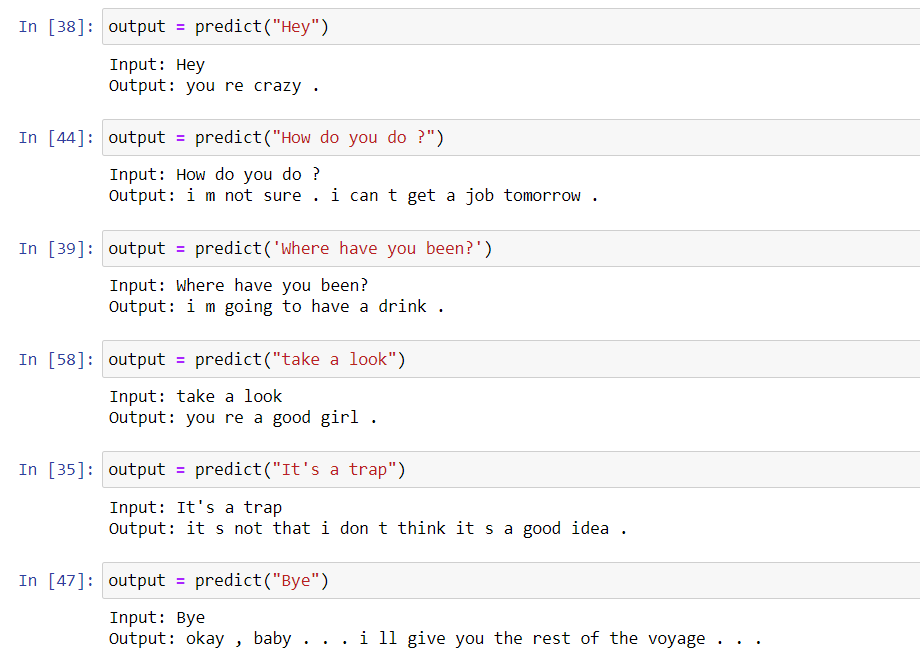 In [38]: output = predict("Hey")
Input: Hey
Output: you re crazy .
In [44]: output = predict("How do you do ?")
Input: How do you do ?
Output: i m not sure . i can t get a job tomorrow .
In [39]: output = predict('Where have you been?')
Input: Where have you been?
Output: i m going to have a drink .
In [58]: output = predict("take a look")
Input: take a look
Output: you re a good girl .
In [35]: output = predict("It's a trap")
Input: It's a trap
Output: it s not that i don t think it s a good idea .
In [47]: output = predict("Bye")
Input: Bye
Output: okay , baby . . . i ll give you the rest of the voyage . . .